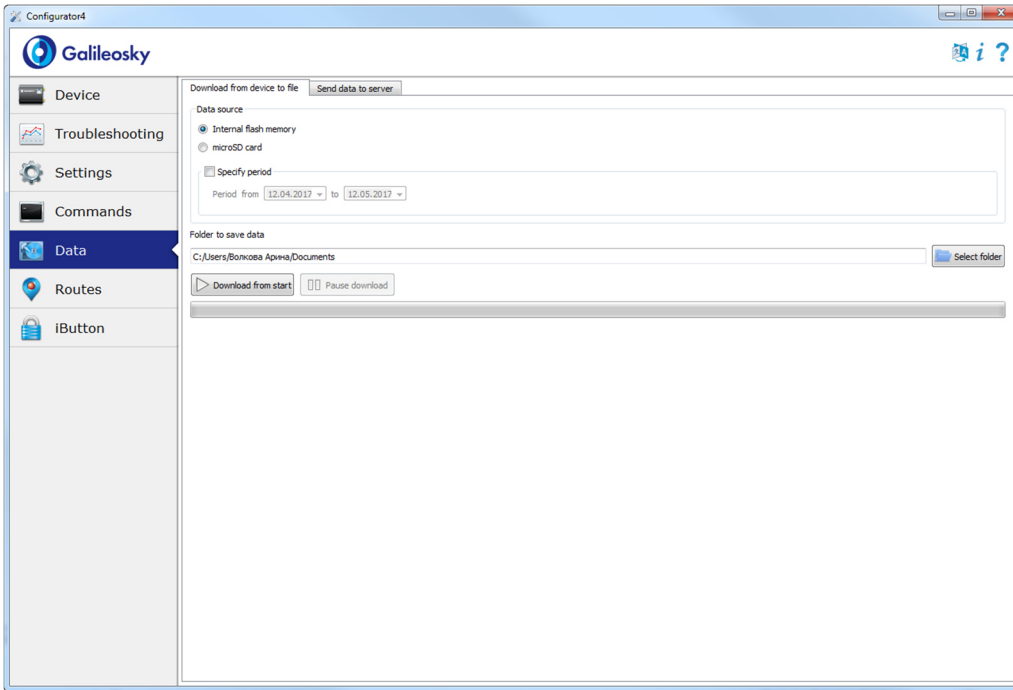 Configurator4
Galileosky
Device
Troubleshooting
Settings
Commands
Data
Routes
iButton
Download from device to file
Send data to server
Data source
Internal flash memory
microSD card
Specify period
Period from 12.04.2017 to 12.05.2017
Folder to save data
C:/Users/Волкова Арина/Documents
Select folder
Download from start
Pause download